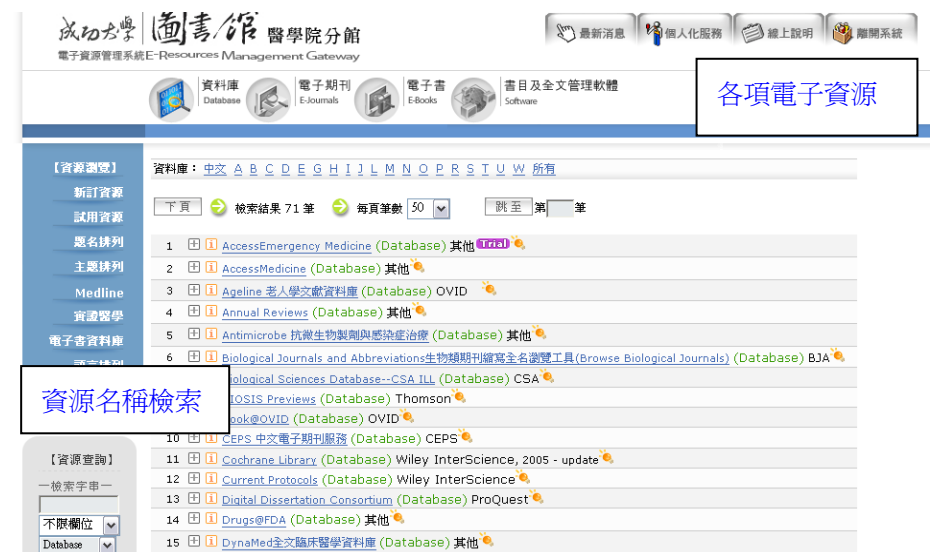 成功大學 圖書館 醫學院分館
電子資源管理系統E-Resources Management Gateway
最新消息 個人化服務 線上說明 離開系統
資料庫 Database 電子期刊 E-Journals 電子書 E-Books 書目及全文管理軟體 Software
各項電子資源
【資源瀏覽】
新訂資源
試用資源
題名排列
主題排列
Medline
實證醫學
電子書資料庫
資源名稱檢索
【資源查詢】
—檢索字串—
不限欄位
Database
資料庫： 中文 A B C D E G H I J L M N O P R S T U W 所有
下頁 檢索結果 71 筆 每頁筆數 50 跳至 第 筆
1 AccessEmergency Medicine (Database) 其他 Trial
2 AccessMedicine (Database) 其他
3 Ageline 老人學文獻資料庫 (Database) OVID
4 Annual Reviews (Database) 其他
5 Antimicrobe 抗微生物製劑與感染症治療 (Database) 其他
6 Biological Journals and Abbreviations生物類期刊縮寫全名瀏覽工具(Browse Biological Journals) (Database) BJA
iological Sciences Database--CSA ILL (Database) CSA
IOSIS Previews (Database) Thomson
ook@OVID (Database) OVID
10 CEPS 中文電子期刊服務 (Database) CEPS
11 Cochrane Library (Database) Wiley InterScience, 2005 - update
12 Current Protocols (Database) Wiley InterScience
13 Digital Dissertation Consortium (Database) ProQuest
14 Drugs@FDA (Database) 其他
15 DynaMed全文臨床醫學資料庫 (Database) 其他